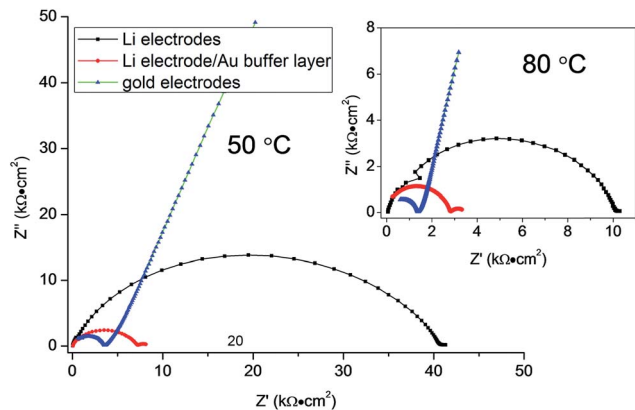 50
40
30
20
10
0
Z'' (kΩ•cm²)
Li electrodes
Li electrode/Au buffer layer
gold electrodes
50 °C
20
0
10
20
30
40
50
Z' (kΩ•cm²)
8
6
4
2
0
Z'' (kΩ•cm²)
80 °C
0
2
4
6
8
10
Z' (kΩ•cm²)